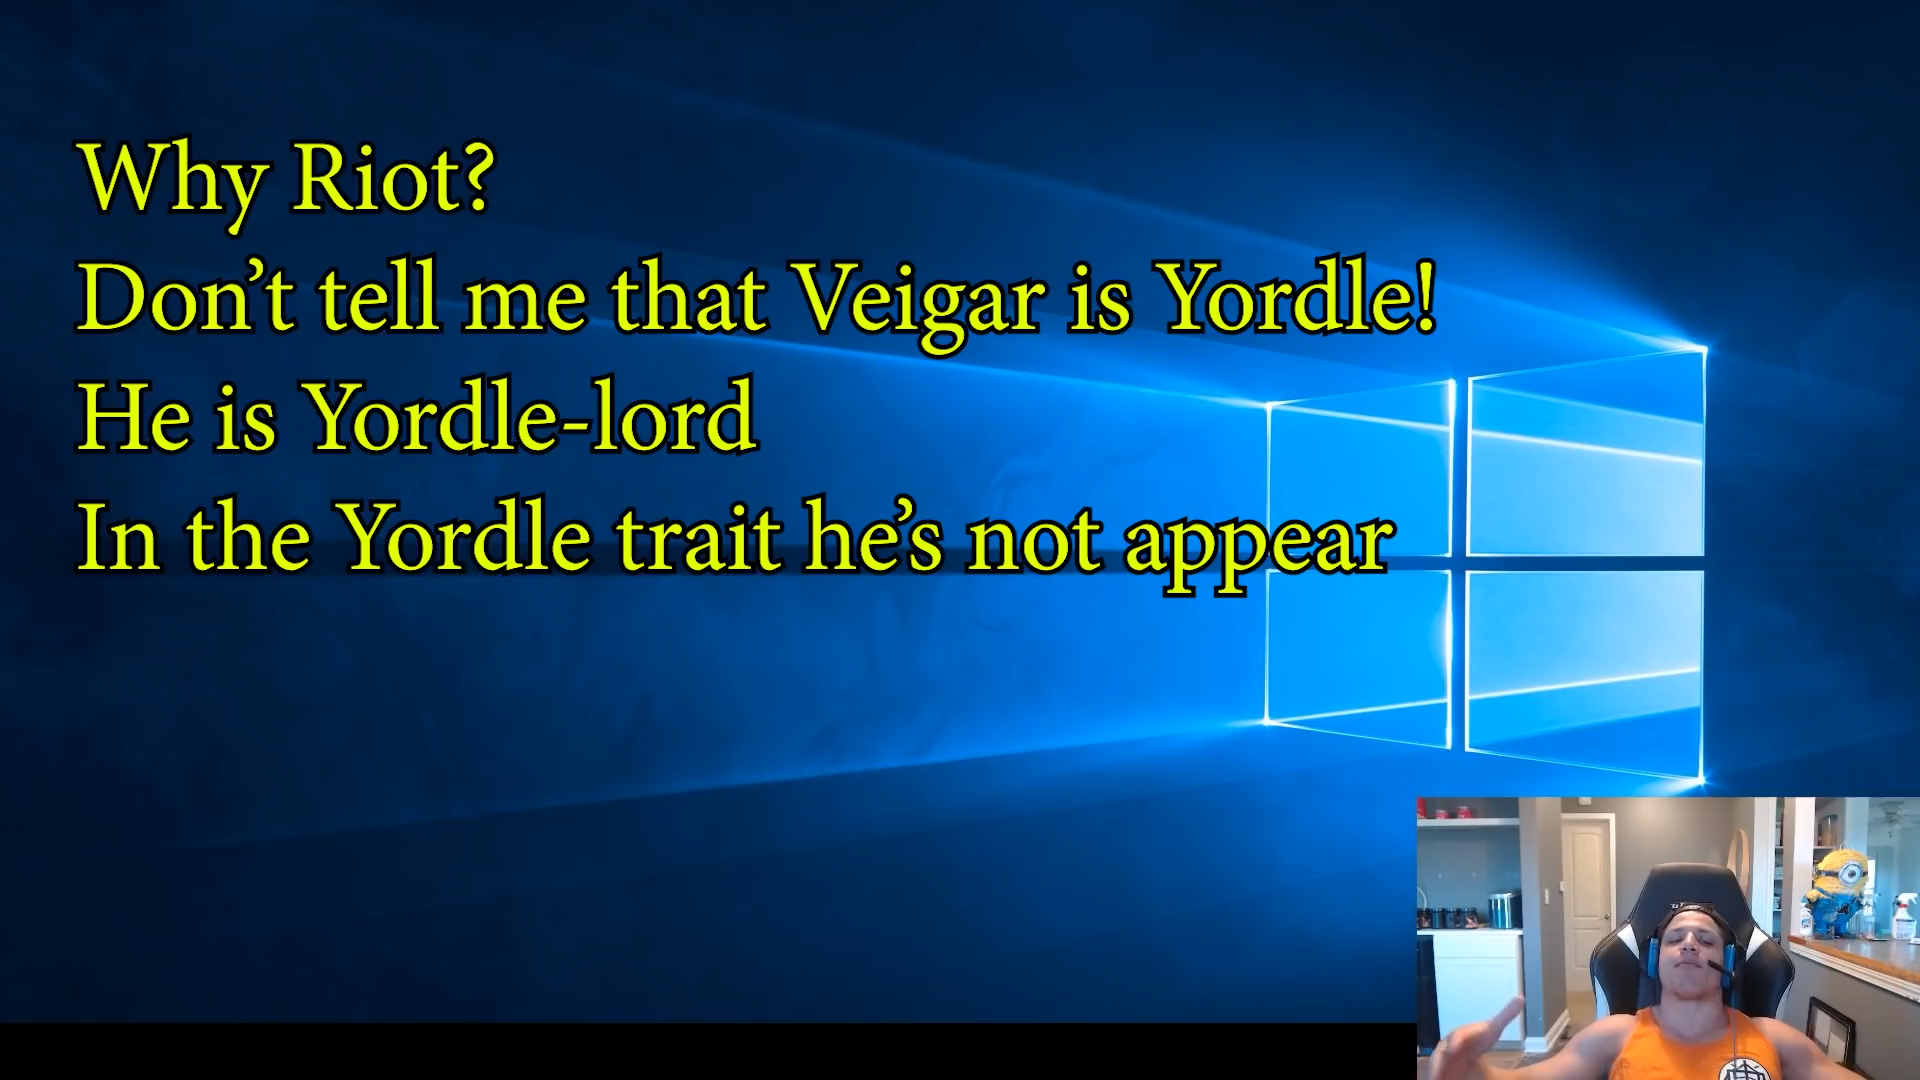 Why Riot?
Don’t tell me that Veigar is Yordle!
He is Yordle-lord
In the Yordle trait he’s not appear